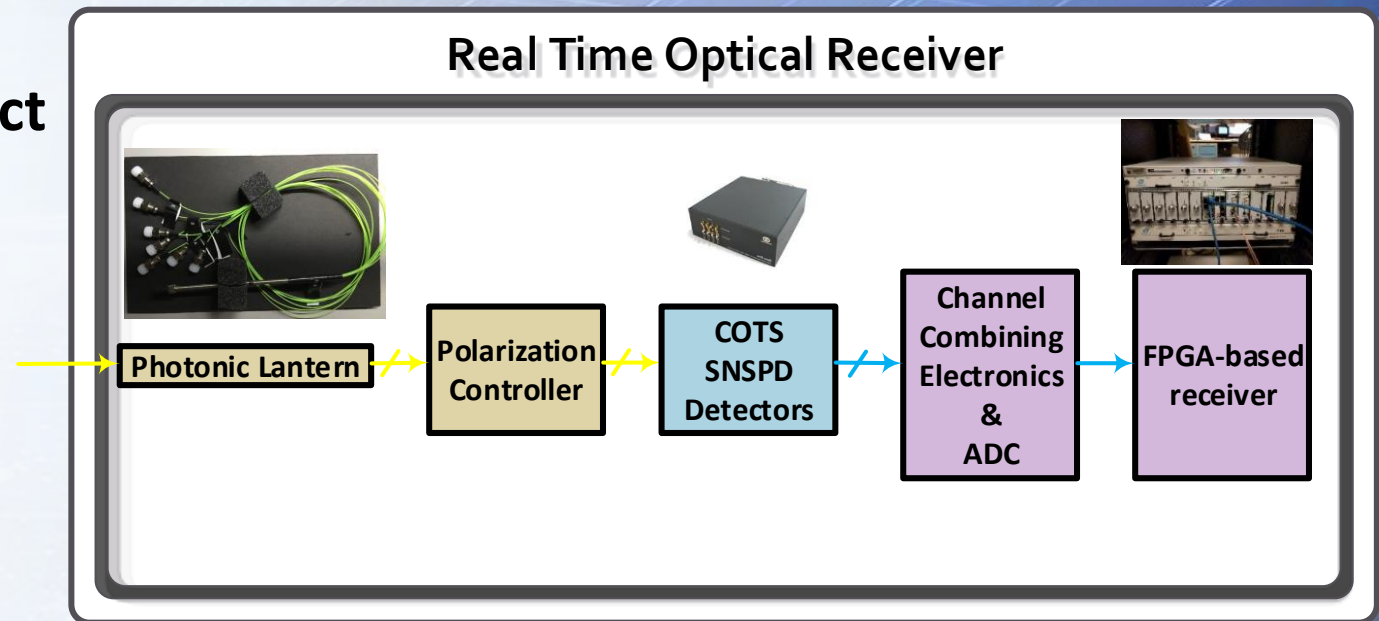 Real Time Optical Receiver
ct
Photonic Lantern
Polarization
Controller
COTS
SNSPD
Detectors
Channel
Combining
Electronics
&
ADC
FPGA-based
receiver